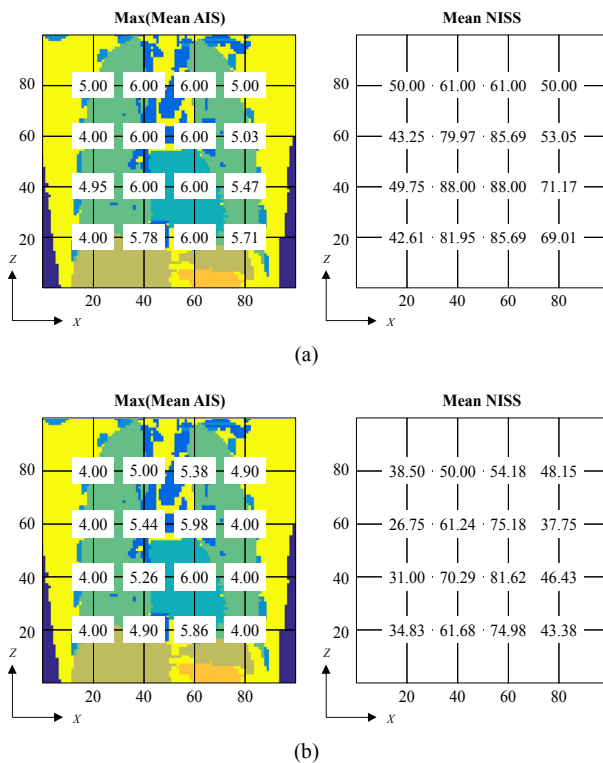 Max(Mean AIS) Mean NISS
80 5.00 6.00 6.00 5.00 80 50.00 61.00 61.00 50.00
60 4.00 6.00 6.00 5.03 60 43.25 79.97 85.69 53.05
40 4.95 6.00 6.00 5.47 40 49.75 88.00 88.00 71.17
20 4.00 5.78 6.00 5.71 20 42.61 81.95 85.69 69.01
Z Z
20 40 60 80 20 40 60 80
X X
(a)
Max(Mean AIS) Mean NISS
80 4.00 5.00 5.38 4.90 80 38.50 50.00 54.18 48.15
60 4.00 5.44 5.98 4.00 60 26.75 61.24 75.18 37.75
40 4.00 5.26 6.00 4.00 40 31.00 70.29 81.62 46.43
20 4.00 4.90 5.86 4.00 20 34.83 61.68 74.98 43.38
Z Z
20 40 60 80 20 40 60 80
X X
(b)